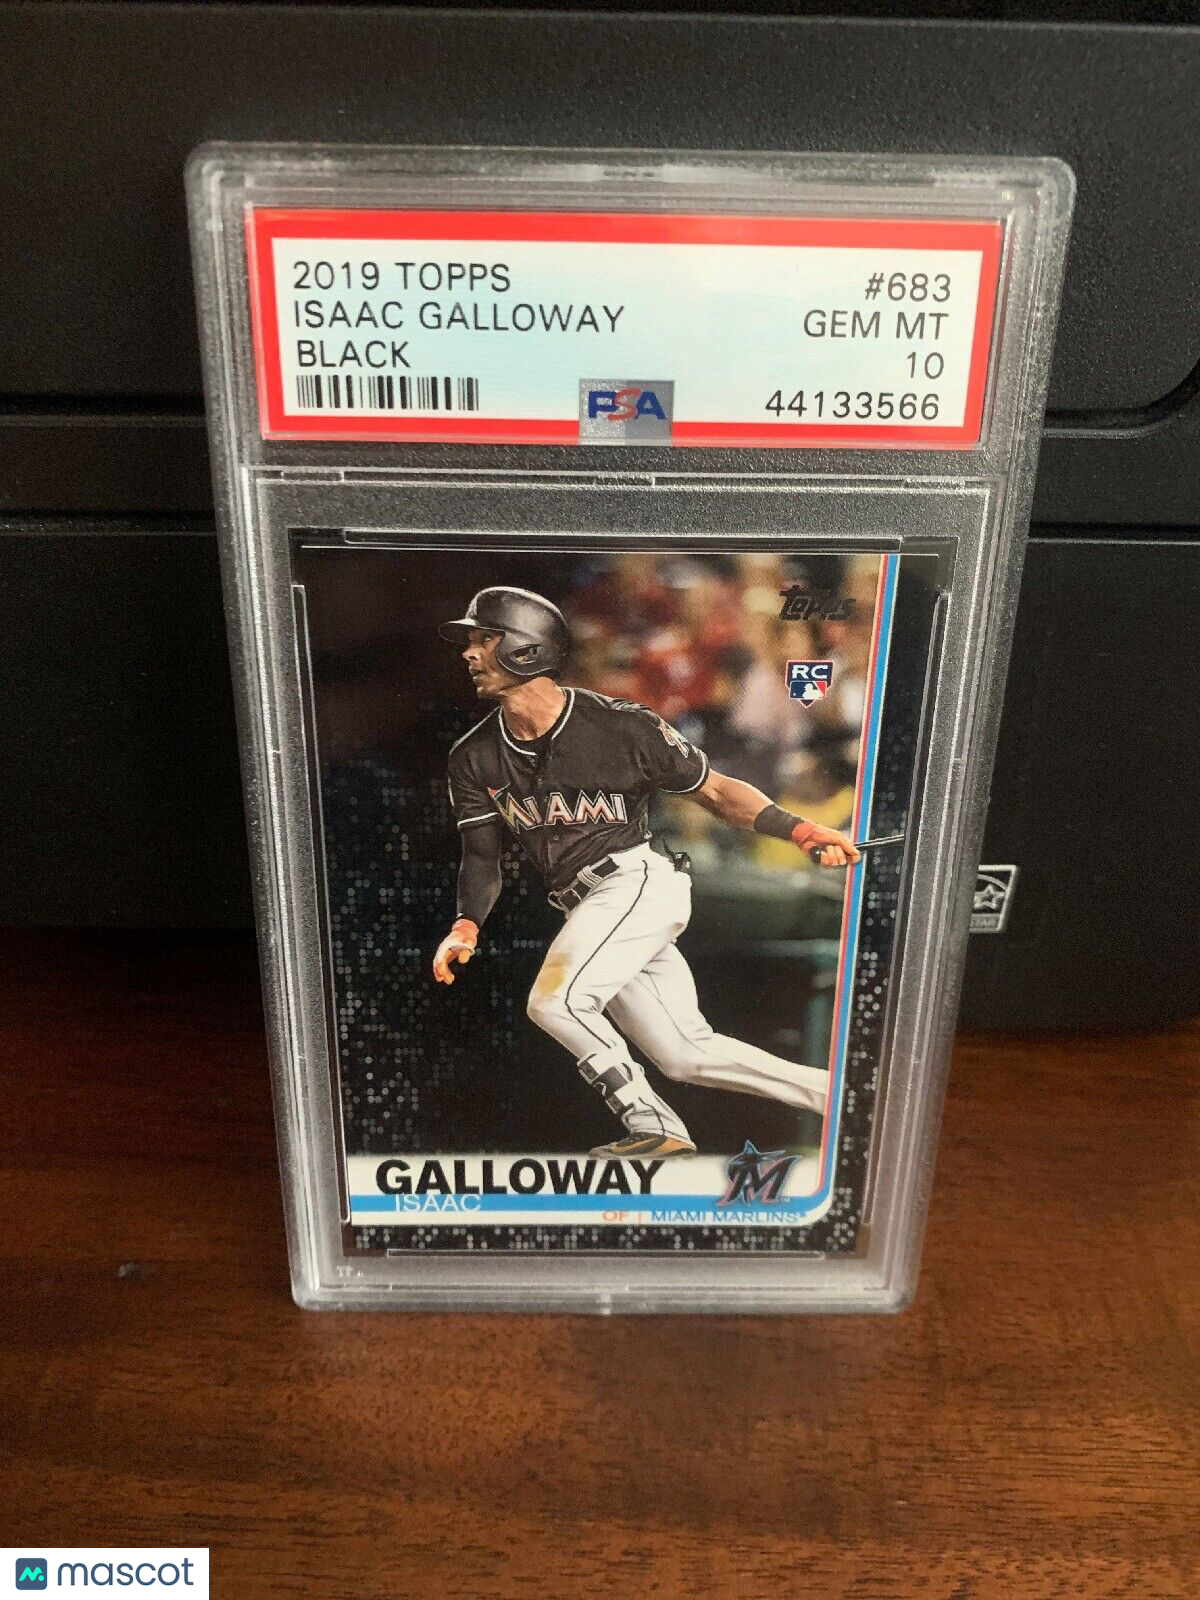 2019 TOPPS #683
ISAAC GALLOWAY GEM MT
BLACK 10
PSA 44133566
Topps
RC
MIAMI
GALLOWAY
ISAAC
M
OF | MIAMI MARLINS
mascot